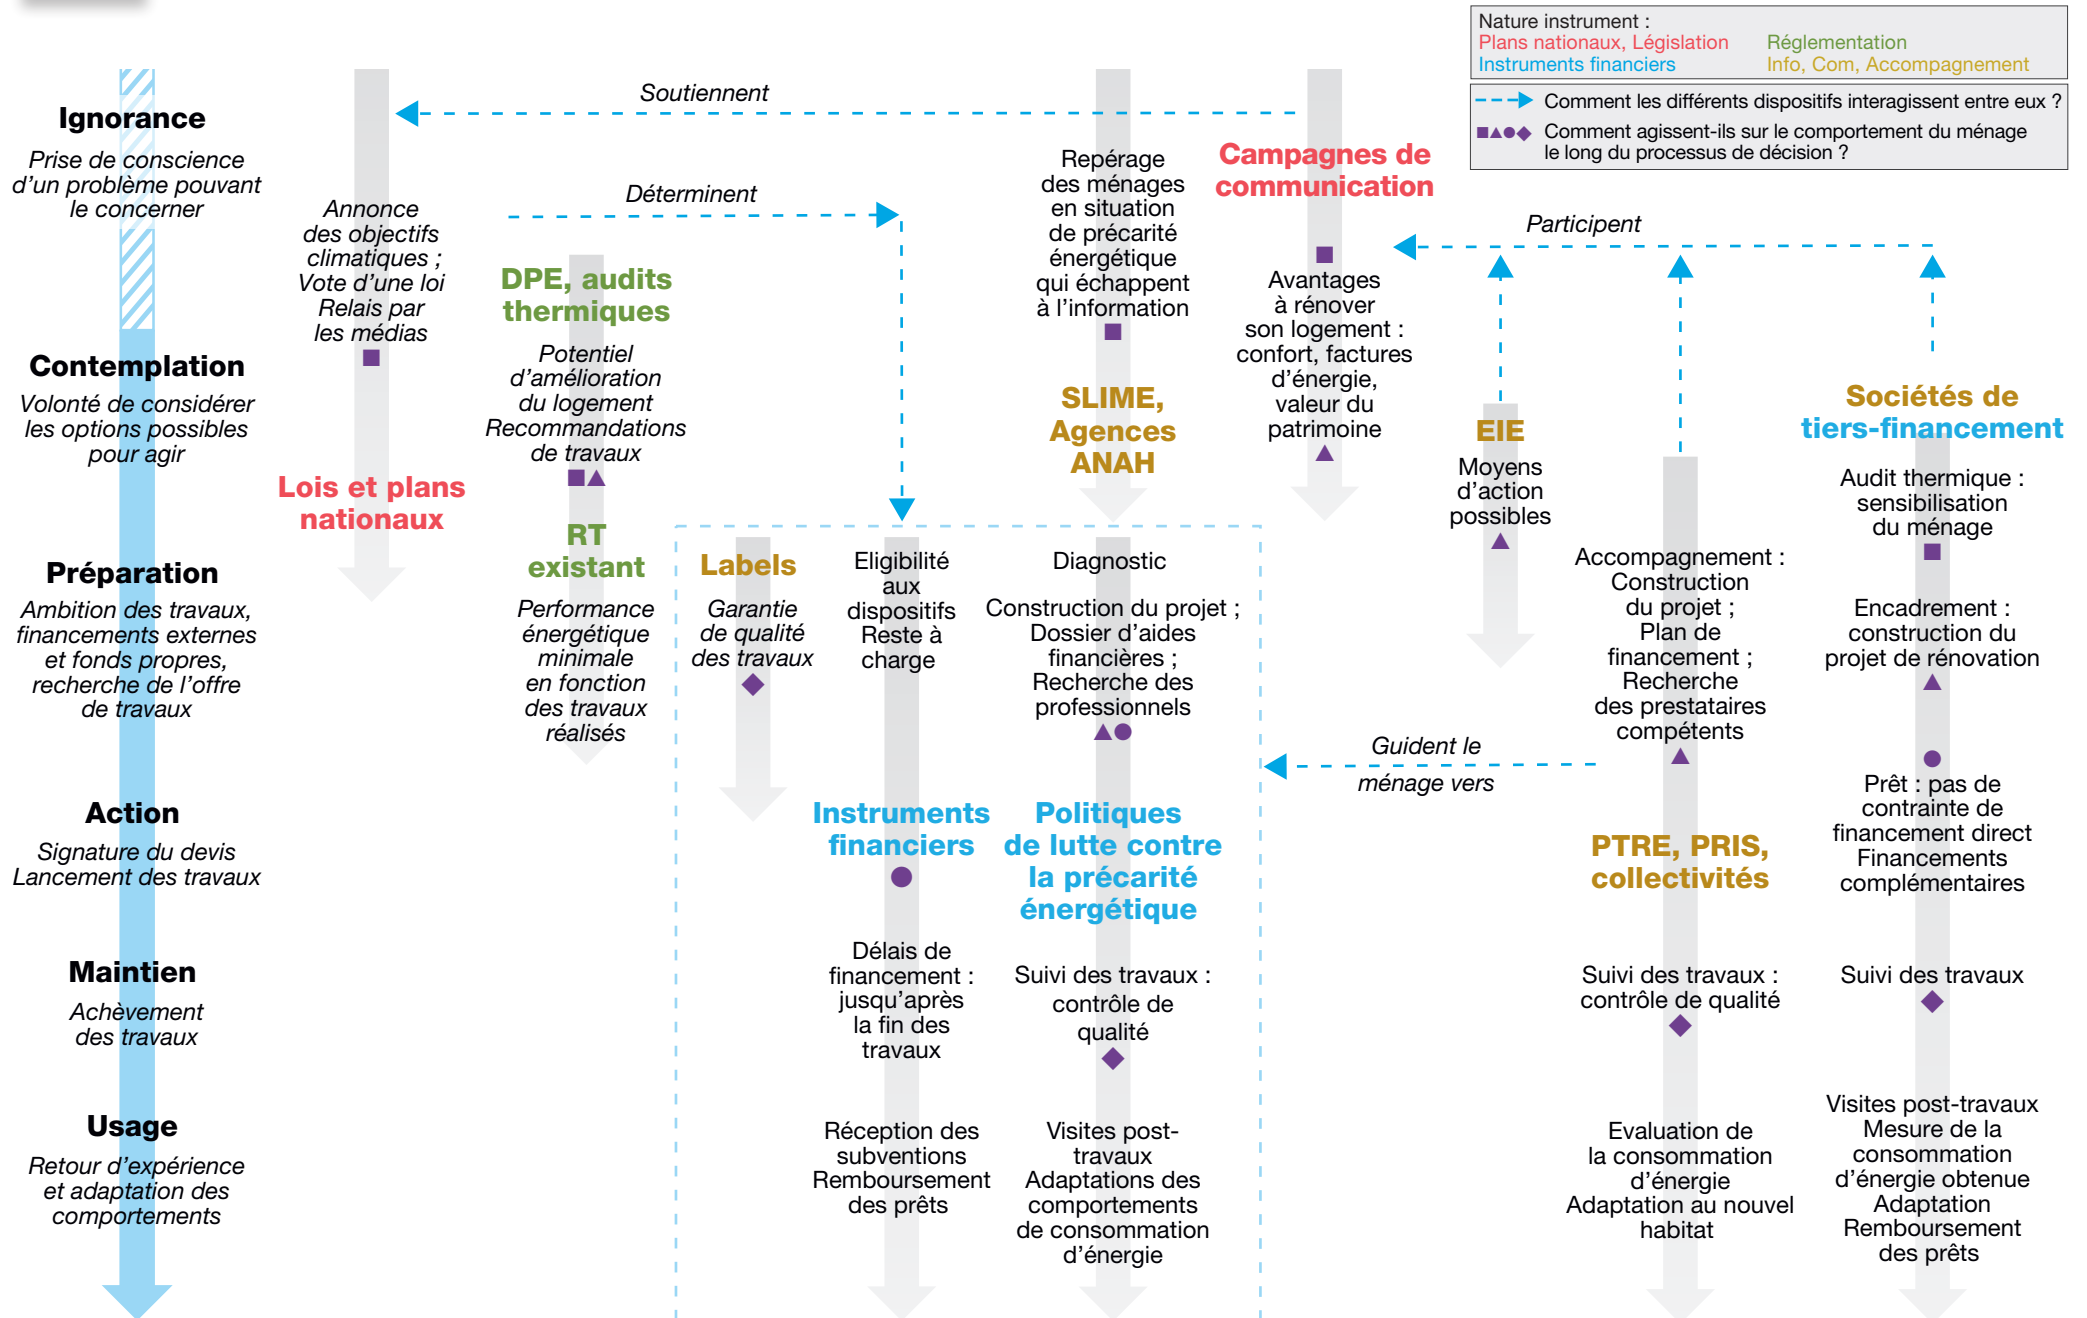 Nature instrument :
Plans nationaux, Législation
Réglementation
Instruments financiers
Info, Com, Accompagnement
Comment les différents dispositifs interagissent entre eux ?
Comment agissent-ils sur le comportement du ménage
le long du processus de décision ?
Ignorance
Prise de conscience
d'un problème pouvant
le concerner
Contemplation
Volonté de considérer
les options possibles
pour agir
Préparation
Ambition des travaux,
financements externes
et fonds propres,
recherche de l'offre
de travaux
Action
Signature du devis
Lancement des travaux
Maintien
Achèvement
des travaux
Usage
Retour d'expérience
et adaptation des
comportements
Soutiennent
Annonce
des objectifs
climatiques ;
Vote d'une loi
Relais par
les médias
Lois et plans
nationaux
Déterminent
DPE, audits
thermiques
Potentiel
d'amélioration
du logement
Recommandations
de travaux
RT
existant
Performance
énergétique
minimale
en fonction
des travaux
réalisés
Labels
Garantie
de qualité
des travaux
Eligibilité
aux
dispositifs
Reste à
charge
Instruments
financiers
Délais de
financement :
jusqu'après
la fin des
travaux
Réception des
subventions
Remboursement
des prêts
Repérage
des ménages
en situation
de précarité
énergétique
qui échappent
à l'information
SLIME,
Agences
ANAH
Diagnostic
Construction du projet ;
Dossier d'aides
financières ;
Recherche des
professionnels
Politiques
de lutte contre
la précarité
énergétique
Suivi des travaux :
contrôle de
qualité
Visites post-
travaux
Adaptations des
comportements
de consommation
d'énergie
Campagnes de
communication
Avantages
à rénover
son logement :
confort, factures
d'énergie,
valeur du
patrimoine
Participent
EIE
Moyens
d'action
possibles
Guident le
ménage vers
Accompagnement :
Construction
du projet ;
Plan de
financement ;
Recherche
des prestataires
compétents
PTRE, PRIS,
collectivités
Suivi des travaux :
contrôle de qualité
Evaluation de
la consommation
d'énergie
Adaptation au nouvel
habitat
Sociétés de
tiers-financement
Audit thermique :
sensibilisation
du ménage
Encadrement :
construction du
projet de rénovation
Prêt : pas de
contrainte de
financement direct
Financements
complémentaires
Suivi des travaux
Visites post-travaux
Mesure de la
consommation
d'énergie obtenue
Adaptation
Remboursement
des prêts